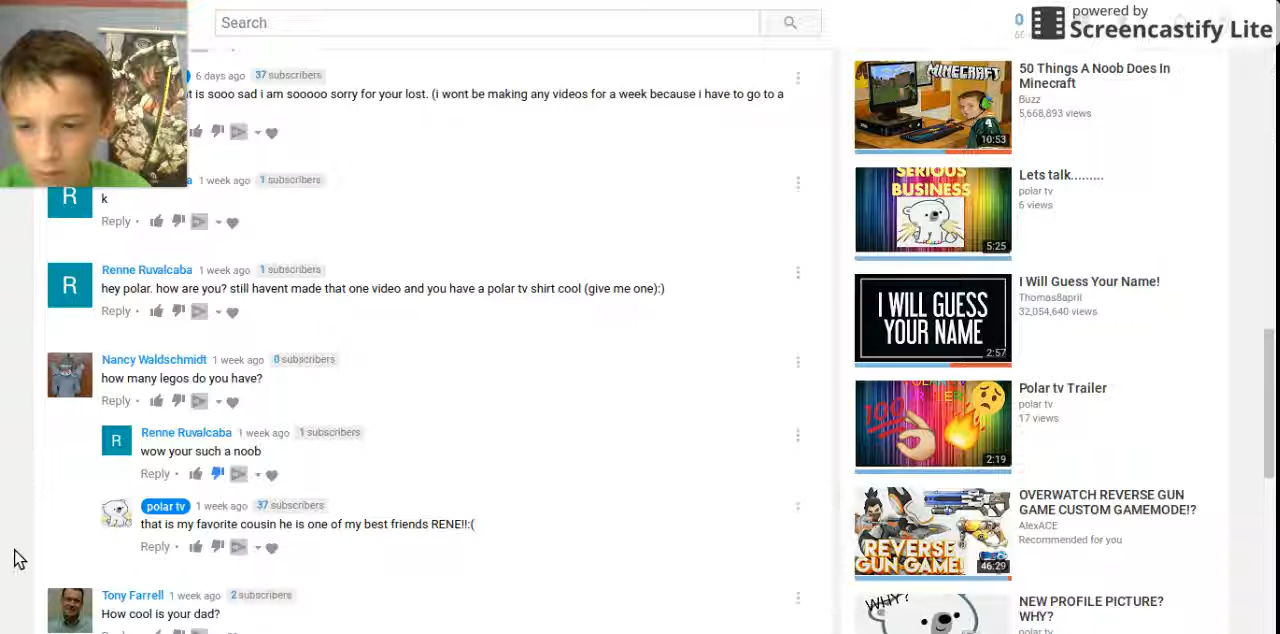 Search
0
powered by
Screencastify Lite
6 days ago 37 subscribers
t is sooo sad i am sooooo sorry for your lost. (i wont be making any videos for a week because i have to go to a
a 1 week ago 1 subscribers
R
k
Reply •
Renne Ruvalcaba 1 week ago 1 subscribers
R
hey polar. how are you? still havent made that one video and you have a polar tv shirt cool (give me one):)
Reply •
Nancy Waldschmidt 1 week ago 0 subscribers
how many legos do you have?
Reply •
Renne Ruvalcaba 1 week ago 1 subscribers
R
wow your such a noob
Reply •
polar tv 1 week ago 37 subscribers
that is my favorite cousin he is one of my best friends RENE!!:(
Reply •
Tony Farrell 1 week ago 2 subscribers
How cool is your dad?
MINECRAFT
10:53
50 Things A Noob Does In
Minecraft
Buzz
5,668,893 views
SERIOUS
BUSINESS
5:25
Lets talk.........
polar tv
6 views
I WILL GUESS
YOUR NAME
2:57
I Will Guess Your Name!
Thomas8april
32,054,640 views
100
2:19
Polar tv Trailer
polar tv
17 views
REVERSE
GUN GAME!
46:29
OVERWATCH REVERSE GUN
GAME CUSTOM GAMEMODE!?
AlexACE
Recommended for you
WHY?
NEW PROFILE PICTURE?
WHY?
polar tv